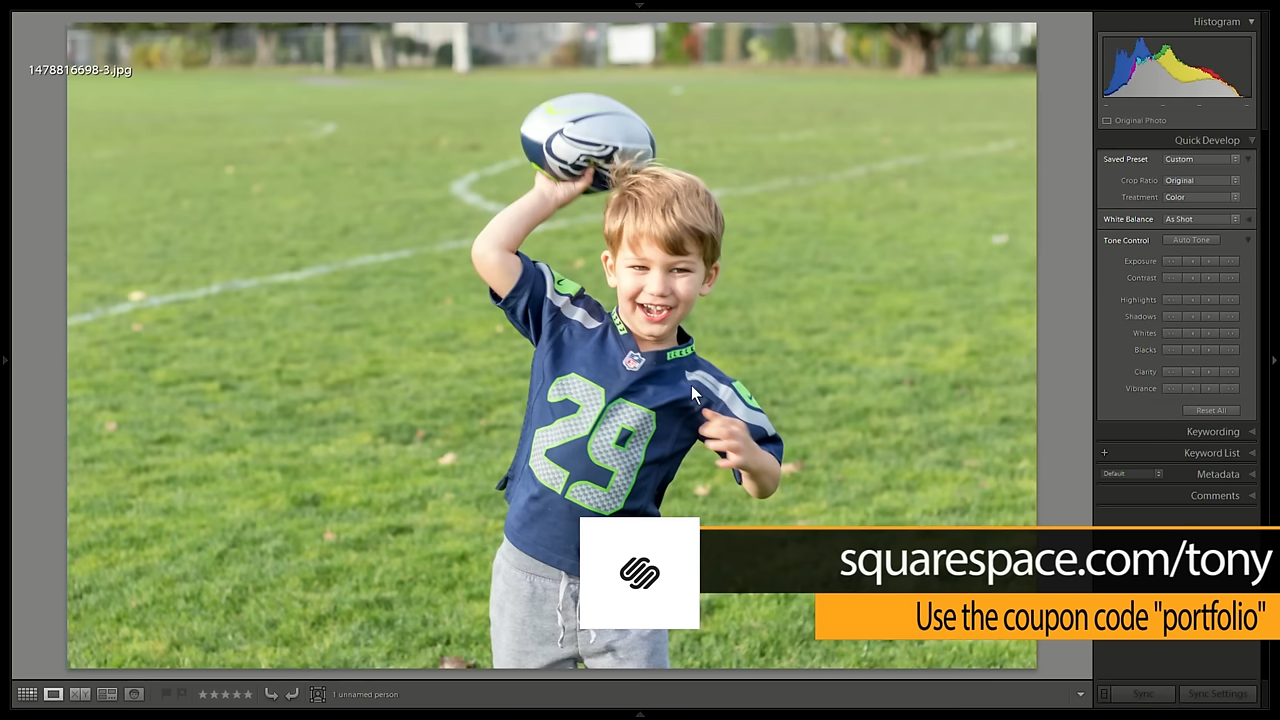 Histogram
1478816698-3.jpg
Original Photo
Quick Develop
Saved Preset Custom
Crop Ratio Original
Treatment Color
White Balance As Shot
Tone Control Auto Tone
Exposure
Contrast
Highlights
Shadows
Whites
Blacks
Clarity
Vibrance
Reset All
Keywording
Keyword List
Default Metadata
Comments
29
squarespace.com/tony
Use the coupon code "portfolio"
1 unnamed person
Sync Sync Settings